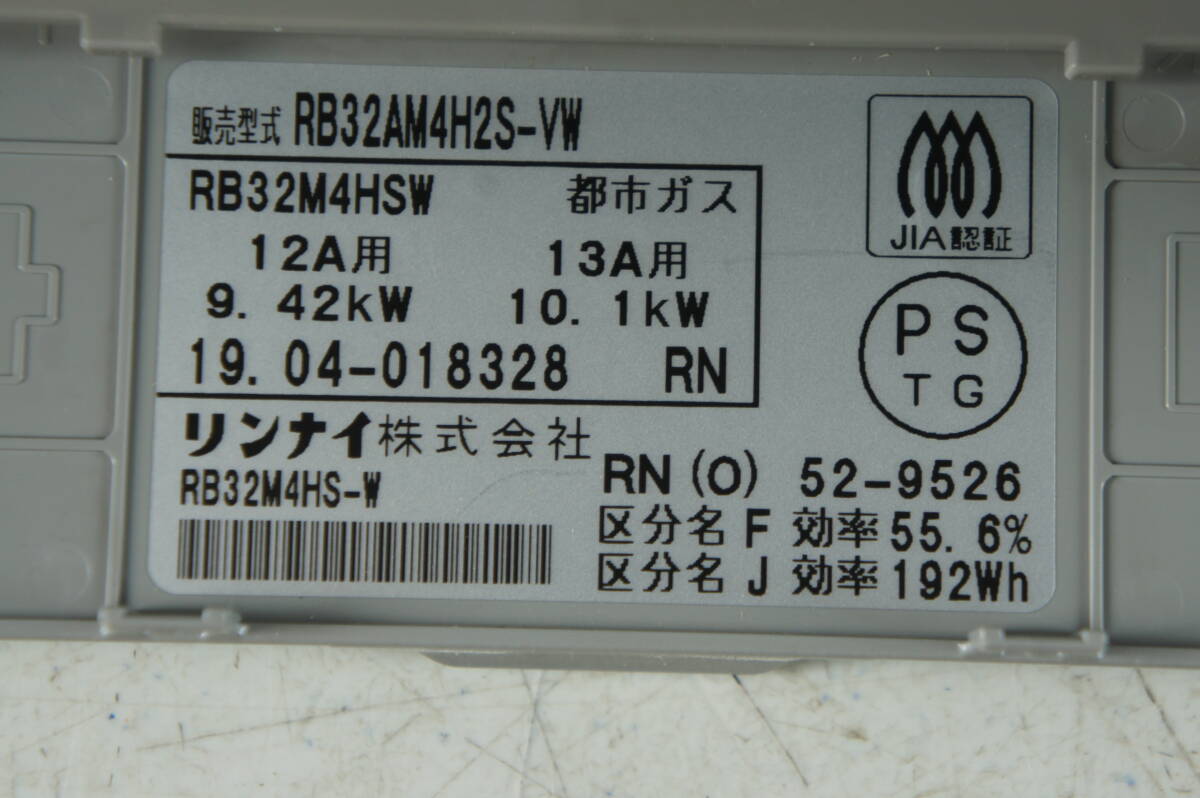 販売型式 RB32AM4H2S-VW
RB32M4HSW 都市ガス
12A用 13A用
9.42kW 10.1kW
19.04-018328 RN
リンナイ株式会社
RB32M4HS-W
JIA認証
PS
TG
RN(O) 52-9526
区分名 F 効率55.6%
区分名 J 効率192Wh